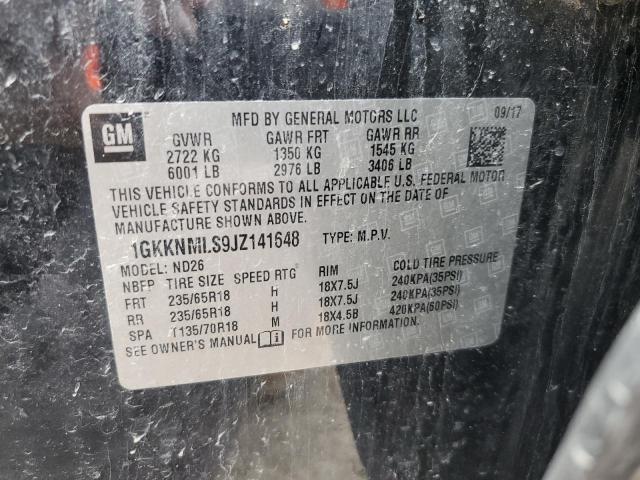 GM
MFD BY GENERAL MOTORS LLC 09/17
GVWR GAWR FRT GAWR RR
2722 KG 1350 KG 1545 KG
6001 LB 2976 LB 3406 LB
THIS VEHICLE CONFORMS TO ALL APPLICABLE U.S. FEDERAL MOTOR
VEHICLE SAFETY STANDARDS IN EFFECT ON THE DATE OF
MANUFACTURE SHOWN ABOVE.
1GKKNMLS9JZ141648 TYPE: M.P.V.
MODEL: ND26
NBFP TIRE SIZE SPEED RTG RIM COLD TIRE PRESSURE
FRT 235/65R18 H 18X7.5J 240KPA(35PSI)
RR 235/65R18 H 18X7.5J 240KPA(35PSI)
SPA T135/70R18 M 18X4.5B 420KPA(60PSI)
SEE OWNER'S MANUAL FOR MORE INFORMATION.